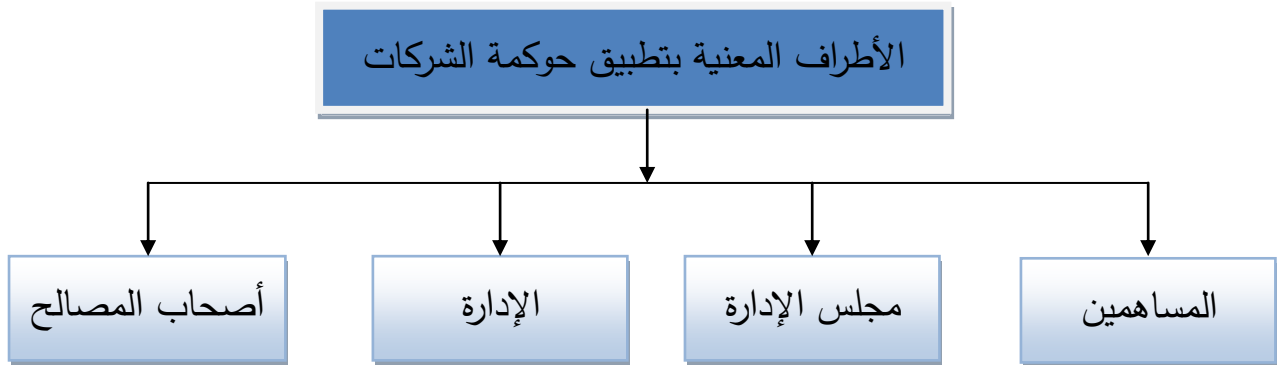 الأطراف المعنية بتطبيق حوكمة الشركات
المساهمين
مجلس الإدارة
الإدارة
أصحاب المصالح